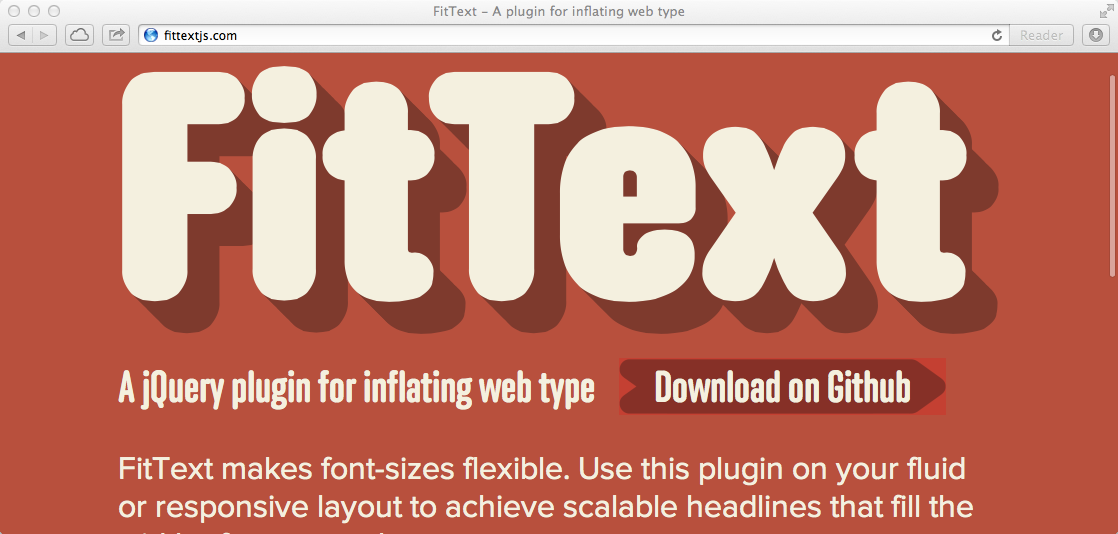 FitText – A plugin for inflating web type
fittextjs.com
Reader
FitText
A jQuery plugin for inflating web type
Download on Github
FitText makes font-sizes flexible. Use this plugin on your fluid
or responsive layout to achieve scalable headlines that fill the